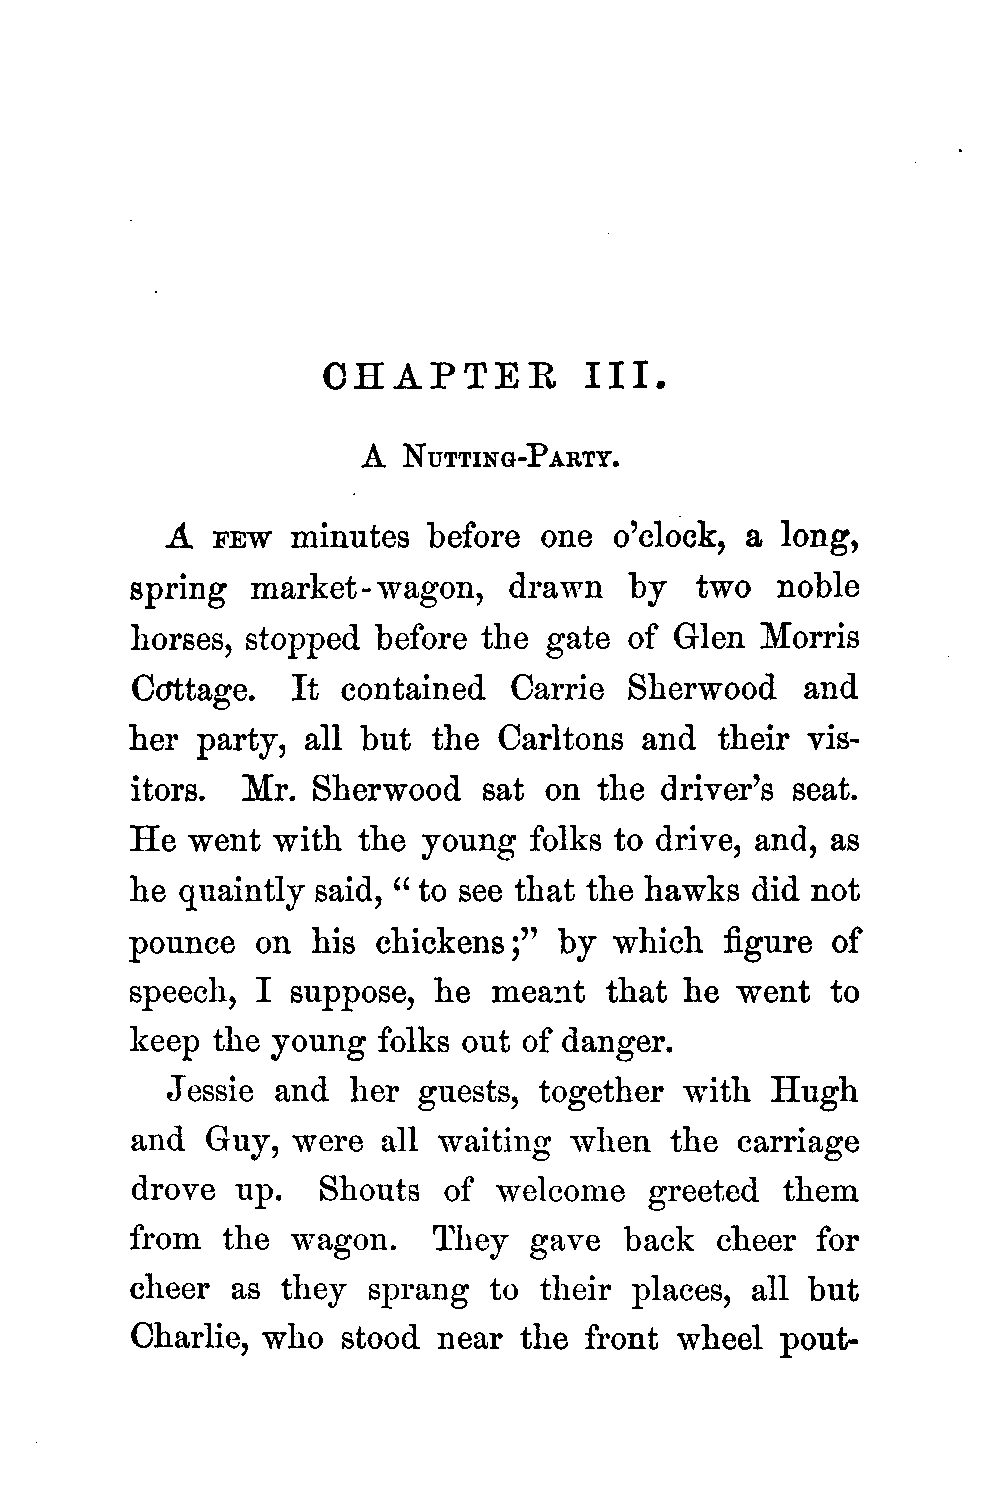 CHAPTER III.
A Nutting-Party.
A few minutes before one o'clock, a long,
spring market-wagon, drawn by two noble
horses, stopped before the gate of Glen Morris
Cottage. It contained Carrie Sherwood and
her party, all but the Carltons and their vis-
itors. Mr. Sherwood sat on the driver's seat.
He went with the young folks to drive, and, as
he quaintly said, “to see that the hawks did not
pounce on his chickens;” by which figure of
speech, I suppose, he meant that he went to
keep the young folks out of danger.
Jessie and her guests, together with Hugh
and Guy, were all waiting when the carriage
drove up. Shouts of welcome greeted them
from the wagon. They gave back cheer for
cheer as they sprang to their places, all but
Charlie, who stood near the front wheel pout-